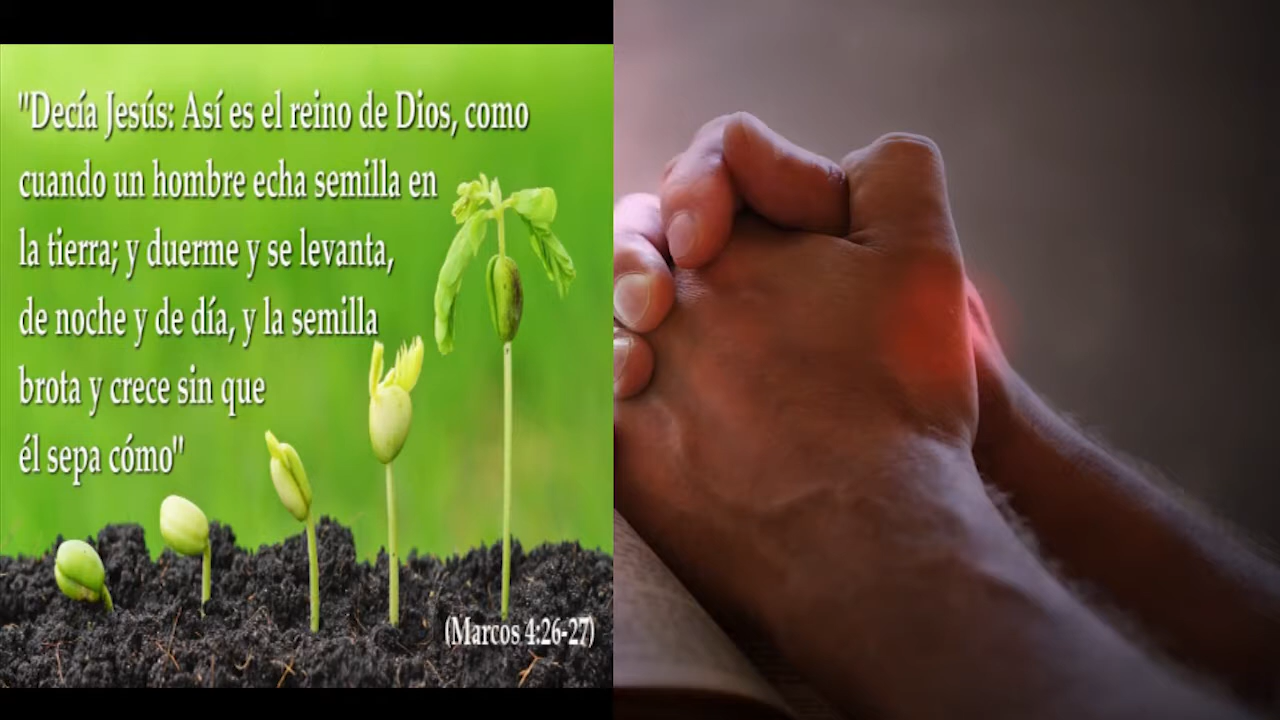 "Decía Jesús: Así es el reino de Dios, como
cuando un hombre echa semilla en
la tierra; y duerme y se levanta,
de noche y de día, y la semilla
brota y crece sin que
él sepa cómo"
(Marcos 4:26-27)